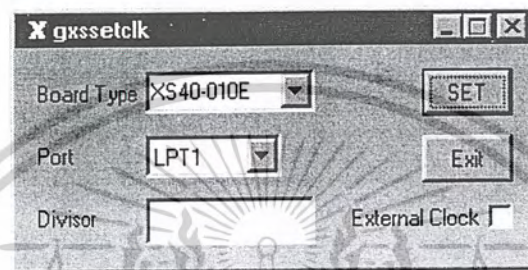 X gxssetclk
Board Type XS40-010E SET
Port LPT1 Exit
Divisor External Clock